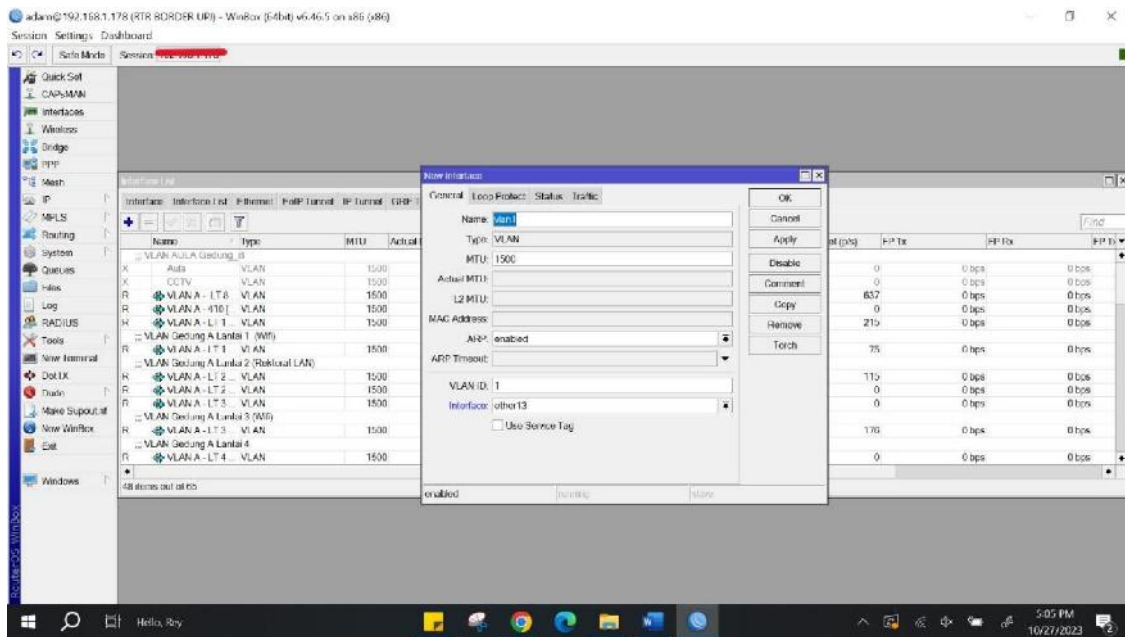 adam@192.168.1.178 (RTR BORDER UPI) - WinBox (64bit) v6.46.5 on x86 (x86)
Session Settings Dashboard
Safe Mode Session:
Quick Set
CAPsMAN
Interfaces
Wireless
Bridge
PPP
Mesh
IP
MPLS
Routing
System
Queues
Files
Log
RADIUS
Tools
New Terminal
Dot1X
Dude
Make Supout.rif
New WinBox
Exit
Windows
RouterOS WinBox
Interface List
Interface Interface List Ethernet EoIP Tunnel IP Tunnel GRE T
Find
Name Type MTU Actual
et (p/s) FP Tx FP Rx
;;; VLAN AULA Gedung_B
X Aula VLAN 1500 0 0 bps 0 bps
X CCTV VLAN 1500 0 0 bps 0 bps
R VLAN A - LT 8 VLAN 1500 637 0 bps 0 bps
R VLAN A - 410 [ VLAN 1500 0 0 bps 0 bps
R VLAN A - LT 1 ... VLAN 1500 215 0 bps 0 bps
;;; VLAN Gedung A Lantai 1 (Wifi)
R VLAN A - LT 1 VLAN 1500 75 0 bps 0 bps
;;; VLAN Gedung A Lantai 2 (Rektorat LAN)
R VLAN A - LT 2 ... VLAN 1500 115 0 bps 0 bps
R VLAN A - LT 2 ... VLAN 1500 0 0 bps 0 bps
R VLAN A - LT 3 ... VLAN 1500 0 0 bps 0 bps
;;; VLAN Gedung A Lantai 3 (Wifi)
R VLAN A - LT 3 ... VLAN 1500 176 0 bps 0 bps
;;; VLAN Gedung A Lantai 4
R VLAN A - LT 4 ... VLAN 1500 0 0 bps 0 bps
48 items out of 65
New Interface
General Loop Protect Status Traffic
Name: vlan1
Type: VLAN
MTU: 1500
Actual MTU:
L2 MTU:
MAC Address:
ARP: enabled
ARP Timeout:
VLAN ID: 1
Interface: other13
Use Service Tag
OK
Cancel
Apply
Disable
Comment
Copy
Remove
Torch
enabled running slave
Hello, Rey
5:05 PM
10/27/2023